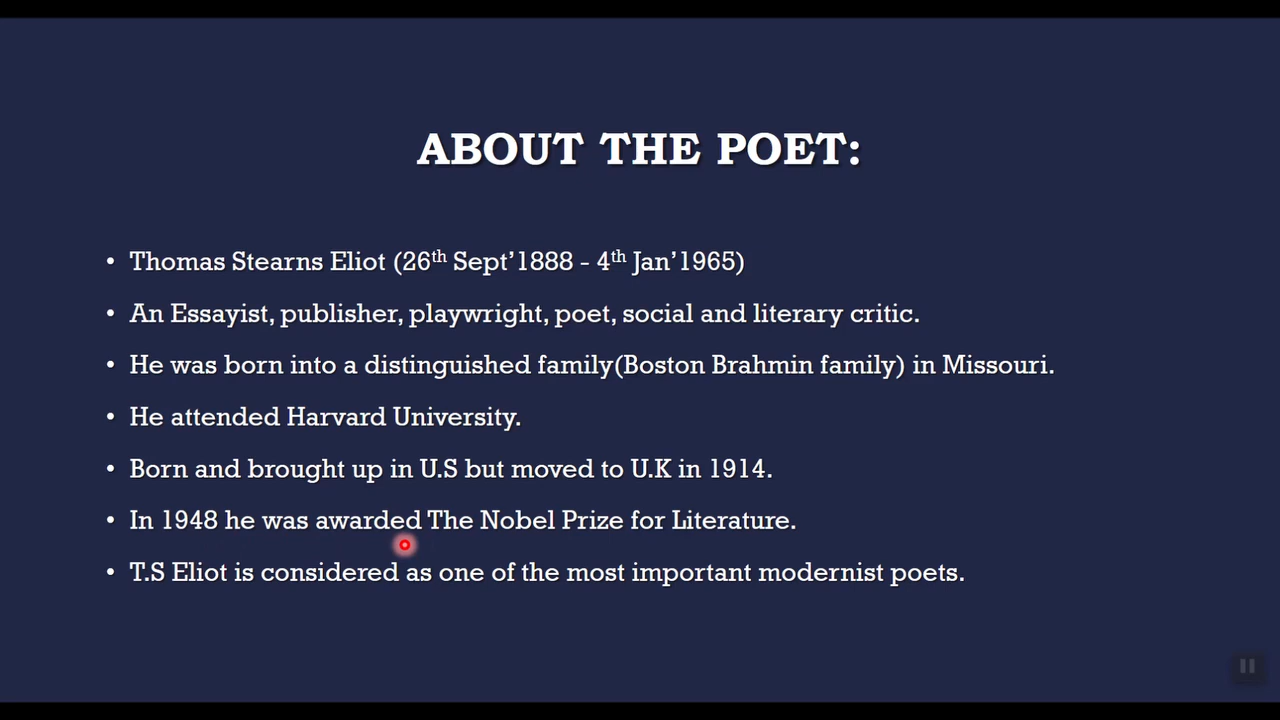 ABOUT THE POET:
• Thomas Stearns Eliot (26th Sept'1888 - 4th Jan'1965)
• An Essayist, publisher, playwright, poet, social and literary critic.
• He was born into a distinguished family(Boston Brahmin family) in Missouri.
• He attended Harvard University.
• Born and brought up in U.S but moved to U.K in 1914.
• In 1948 he was awarded The Nobel Prize for Literature.
• T.S Eliot is considered as one of the most important modernist poets.